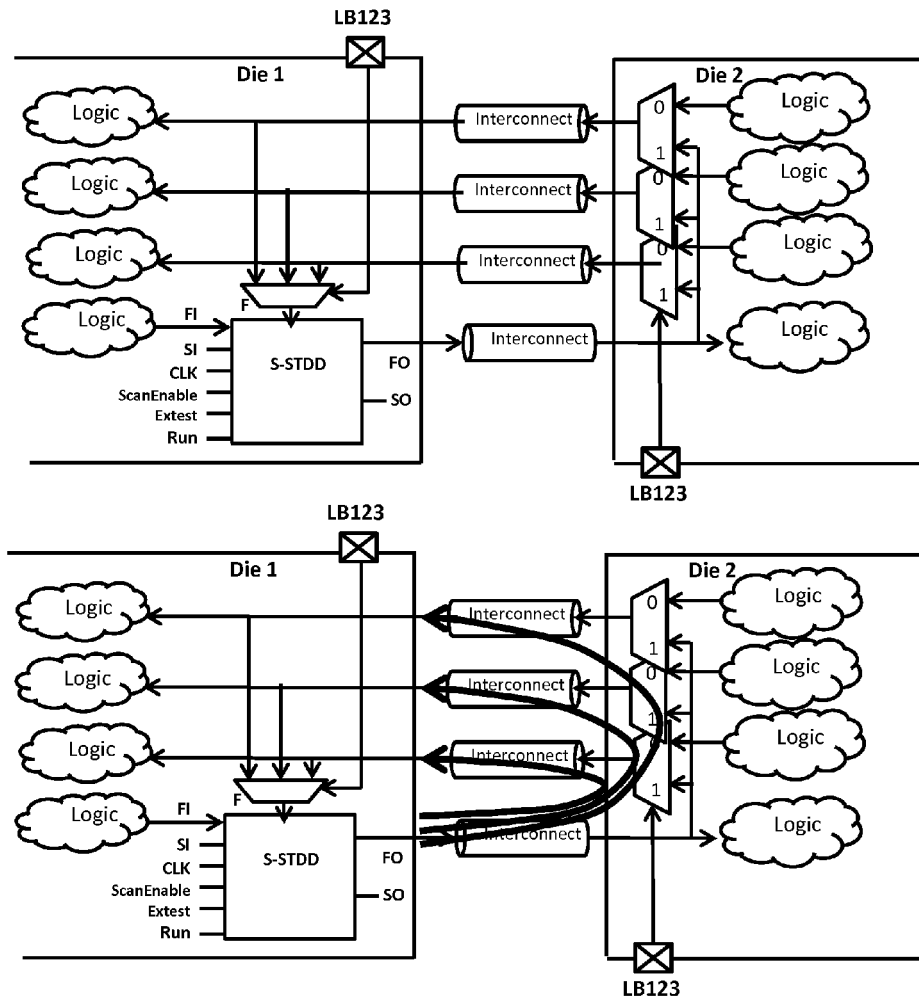 LB123
Die 1
Die 2
Logic
Interconnect
0
Logic
1
Logic
Interconnect
0
Logic
1
Logic
Interconnect
0
Logic
1
F
Logic
FI
Interconnect
Logic
SI
S-STDD
FO
CLK
ScanEnable
SO
Extest
Run
LB123
LB123
Die 1
Die 2
Logic
Interconnect
0
Logic
1
Logic
Interconnect
0
Logic
1
Logic
Interconnect
Logic
1
F
Logic
FI
Interconnect
Logic
SI
S-STDD
FO
CLK
ScanEnable
SO
Extest
Run
LB123